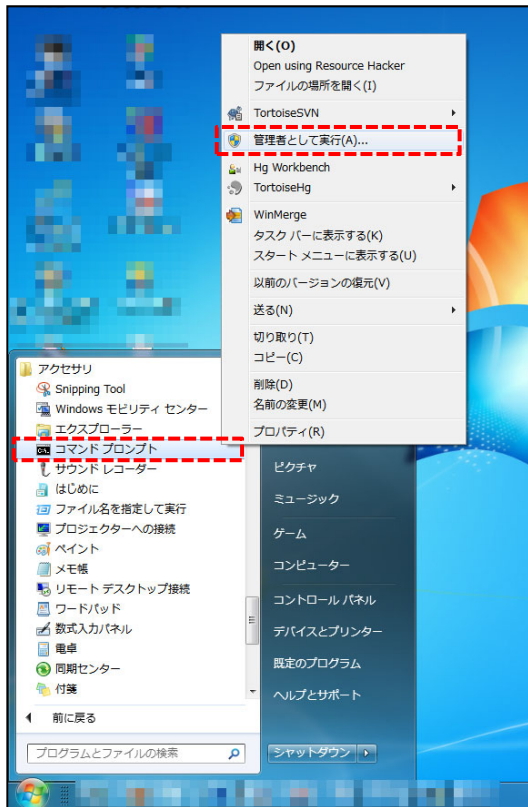 開く(O)
Open using Resource Hacker
ファイルの場所を開く(I)
TortoiseSVN
管理者として実行(A)...
Hg Workbench
TortoiseHg
WinMerge
タスク バーに表示する(K)
スタート メニューに表示する(U)
以前のバージョンの復元(V)
送る(N)
切り取り(T)
コピー(C)
削除(D)
名前の変更(M)
プロパティ(R)
アクセサリ
Snipping Tool
Windows モビリティ センター
エクスプローラー
コマンド プロンプト
サウンド レコーダー
はじめに
ファイル名を指定して実行
プロジェクターへの接続
ペイント
メモ帳
リモート デスクトップ接続
ワードパッド
数式入力パネル
電卓
同期センター
付箋
前に戻る
プログラムとファイルの検索
ピクチャ
ミュージック
ゲーム
コンピューター
コントロール パネル
デバイスとプリンター
既定のプログラム
ヘルプとサポート
シャットダウン